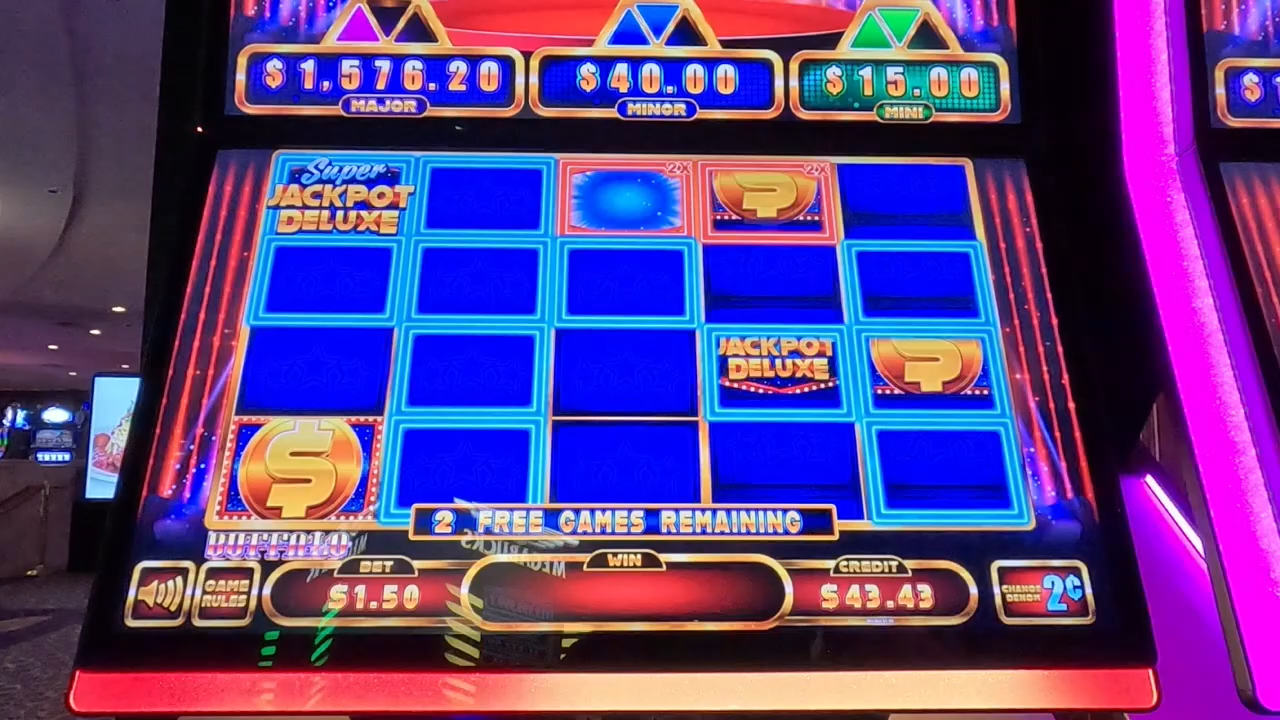 $1,576.20
MAJOR
$40.00
MINOR
$15.00
MINI
$1
Super
JACKPOT
DELUXE
2X
2X
JACKPOT
DELUXE
$
2 FREE GAMES REMAINING
BUFFALO
GAME
RULES
BET
$1.50
WIN
CREDIT
$43.43
CHANGE
DENOM
2¢